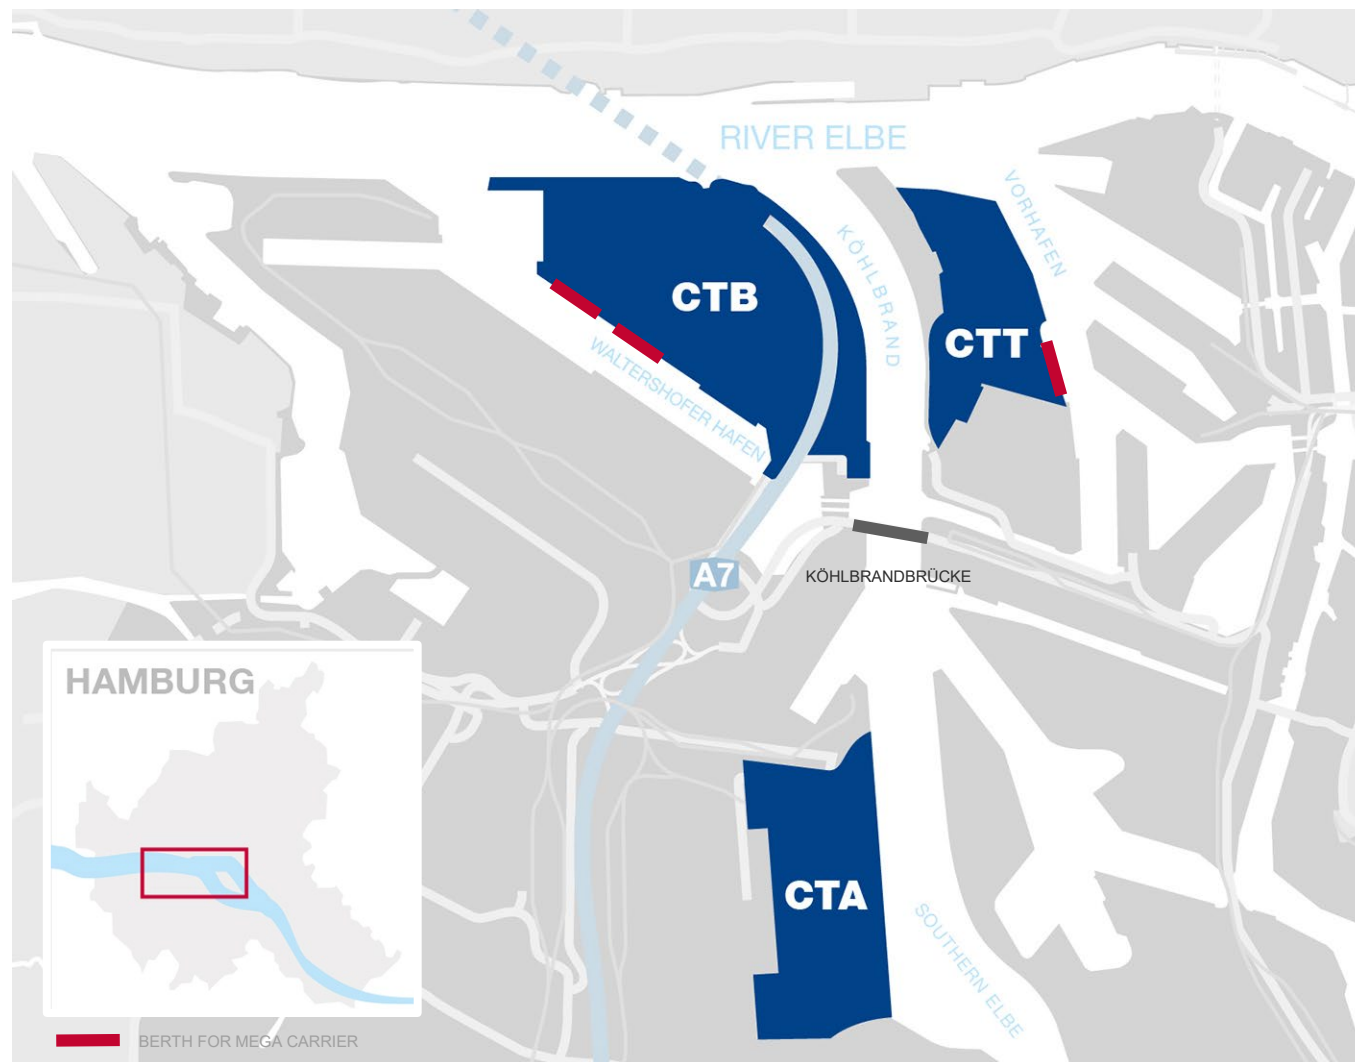 RIVER ELBE
VORHAFEN
KÖHLBRAND
CTB
CTT
WALTERSHOFER HAFEN
A7
KÖHLBRANDBRÜCKE
HAMBURG
CTA
SOUTHERN ELBE
BERTH FOR MEGA CARRIER